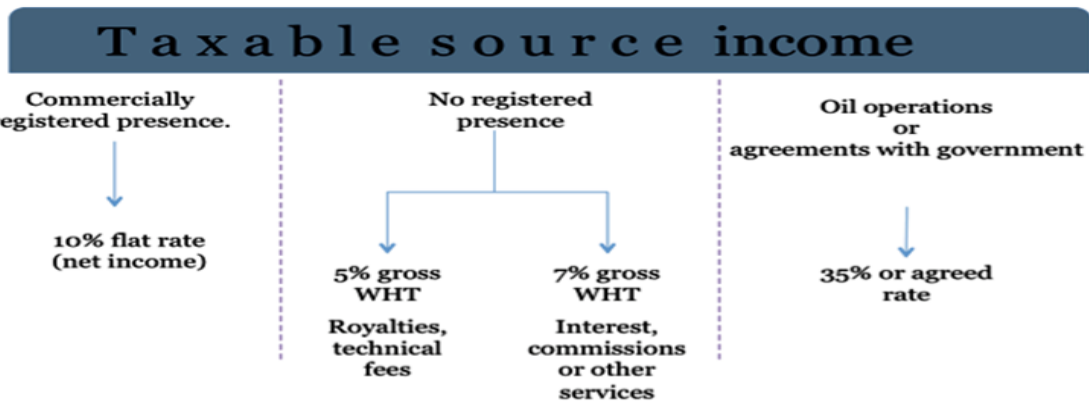 Taxable source income
Commercially
egistered presence.
10% flat rate
(net income)
No registered
presence
5% gross
WHT
Royalties,
technical
fees
7% gross
WHT
Interest,
commissions
or other
services
Oil operations
or
agreements with government
35% or agreed
rate